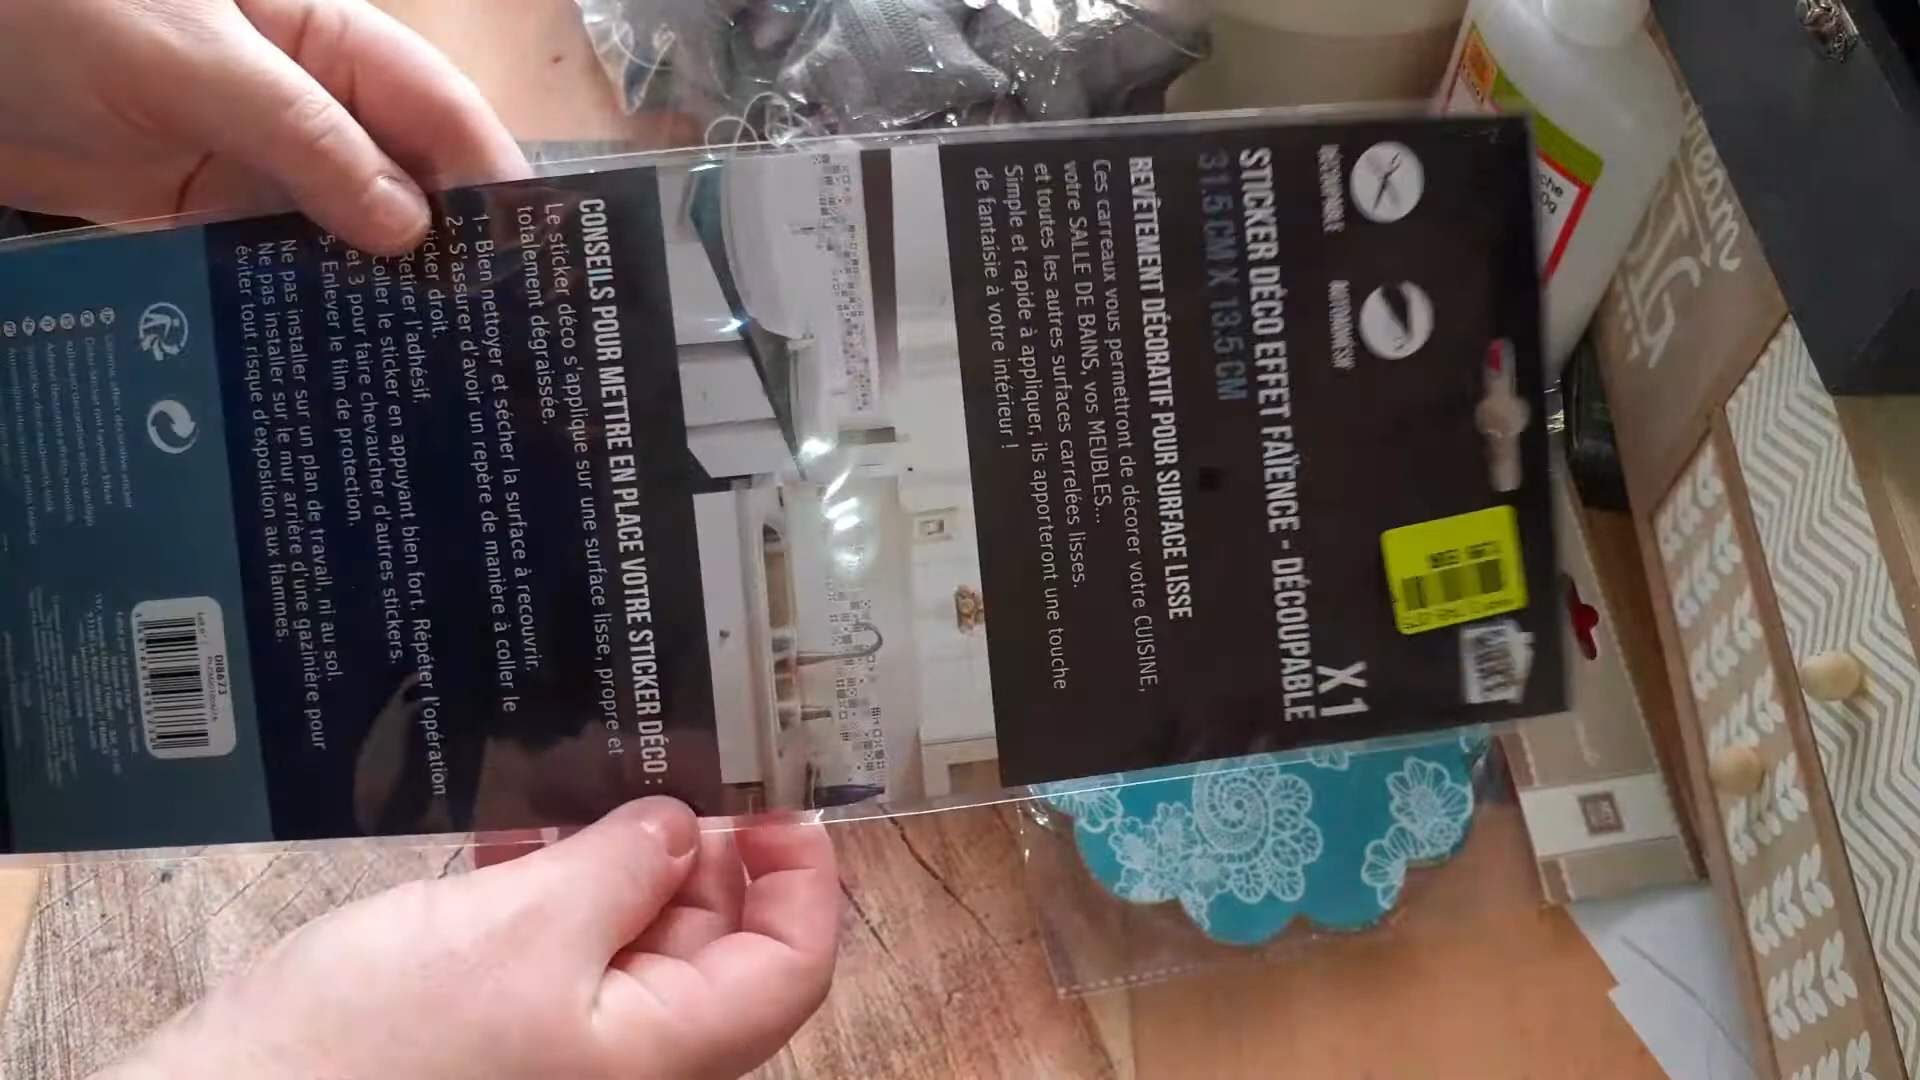 DÉCOUPABLE
AUTOADHÉSIF
X1
STICKER DÉCO EFFET FAÏENCE - DÉCOUPABLE
31.5 CM X 13.5 CM
REVÊTEMENT DÉCORATIF POUR SURFACE LISSE
Ces carreaux vous permettront de décorer votre CUISINE,
votre SALLE DE BANS, vos MEUBLES...
et toutes les autres surfaces carrelées lisses.
Simple et rapide à appliquer, ils apporteront une touche
de fantaisie à votre intérieur !
CONSEILS POUR METTRE EN PLACE VOTRE STICKER DÉCO :
Le sticker déco s'applique sur une surface lisse, propre et
totalement dégraissée.
1- Bien nettoyer et sécher la surface à recouvrir.
2- S'assurer d'avoir un repère de manière à coller le
sticker droit.
Retirer l'adhésif.
Coller le sticker en appuyant bien fort. Répéter l'opération
et 3 pour faire chevaucher d'autres stickers.
5- Enlever le film de protection.
Ne pas installer sur un plan de travail, ni au sol.
Ne pas installer sur le mur arrière d'une gazinière pour
éviter tout risque d'exposition aux flammes.
DI8673